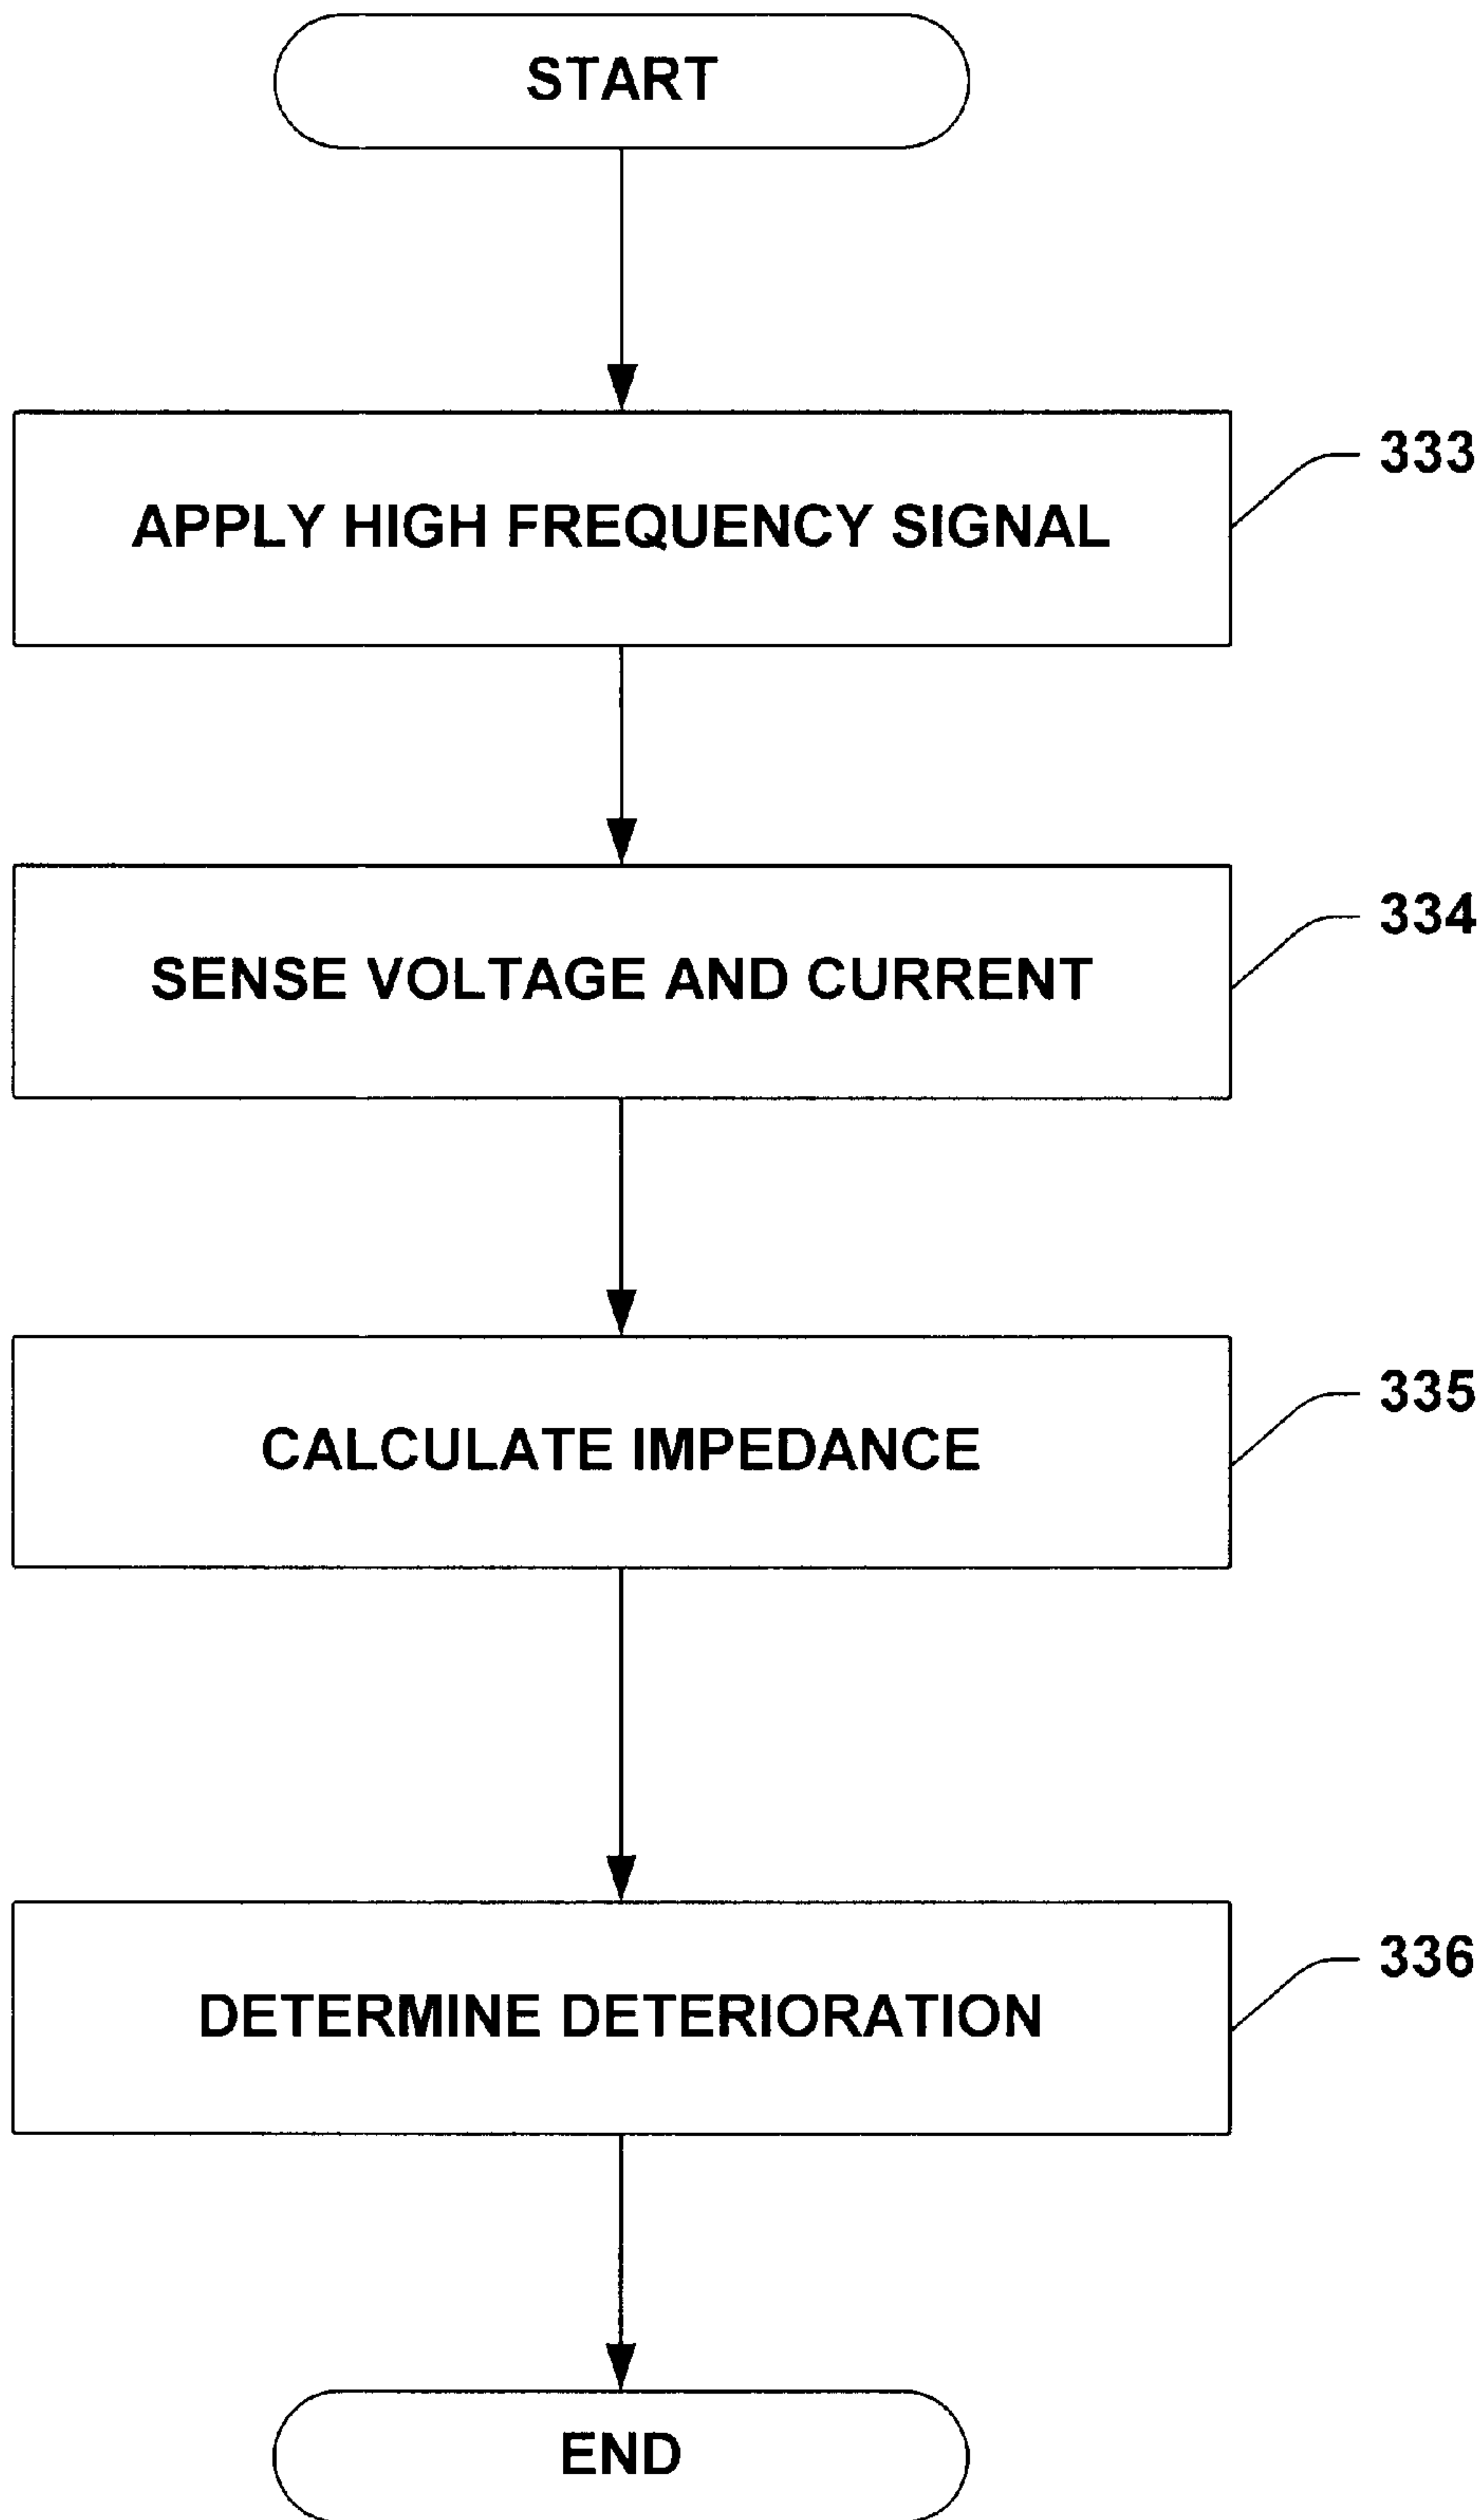 START
APPLY HIGH FREQUENCY SIGNAL
333
SENSE VOLTAGE AND CURRENT
334
CALCULATE IMPEDANCE
335
DETERMINE DETERIORATION
336
END